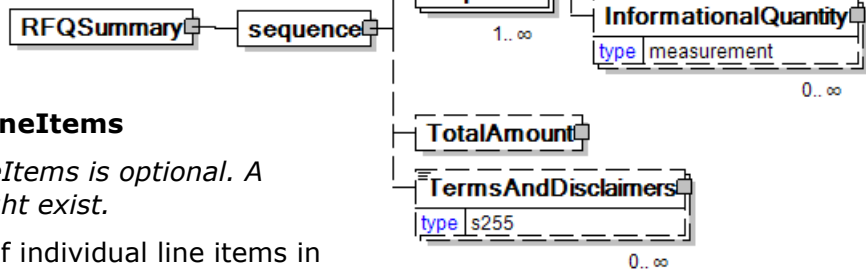 RFQSummary
sequence
1.. ∞
InformationalQuantity
type measurement
0.. ∞
TotalAmount
TermsAndDisclaimers
type s255
0.. ∞
neItems
eItems is optional. A
ht exist.
f individual line items in